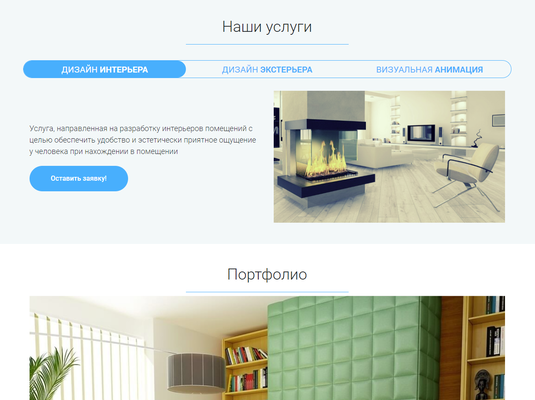 Наши услуги
ДИЗАЙН ИНТЕРЬЕРА
ДИЗАЙН ЭКСТЕРЬЕРА
ВИЗУАЛЬНАЯ АНИМАЦИЯ
Услуга, направленная на разработку интерьеров помещений с
целью обеспечить удобство и эстетически приятное ощущение
у человека при нахождении в помещении
Оставить заявку!
Портфолио